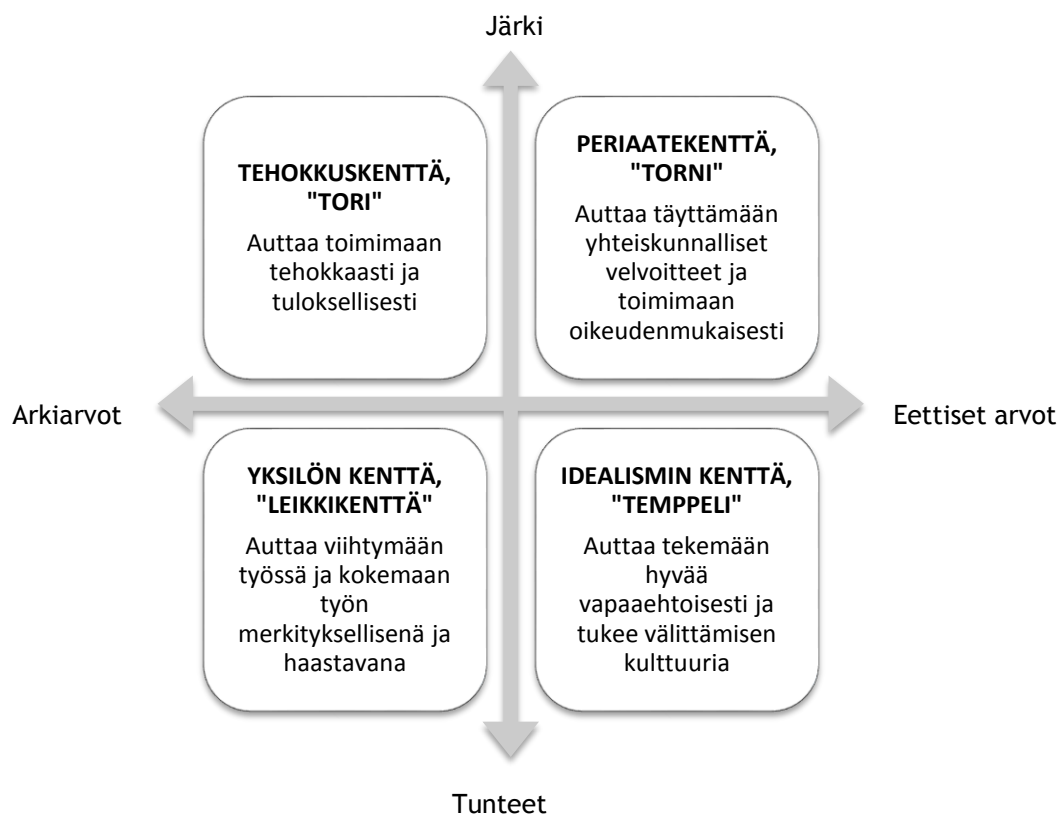 Järki
TEHOKKUSKENTTÄ,
"TORI"
Auttaa toimimaan
tehokkaasti ja
tuloksellisesti
PERIAATEKENTTÄ,
"TORNI"
Auttaa täyttämään
yhteiskunnalliset
velvoitteet ja
toimimaan
oikeudenmukaisesti
Arkiarvot
Eettiset arvot
YKSILÖN KENTTÄ,
"LEIKKIKENTTÄ"
Auttaa viihtymään
työssä ja kokemaan
työn
merkityksellisenä ja
haastavana
IDEALISMIN KENTTÄ,
"TEMPPELI"
Auttaa tekemään
hyvää
vapaaehtoisesti ja
tukee välittämisen
kulttuuria
Tunteet